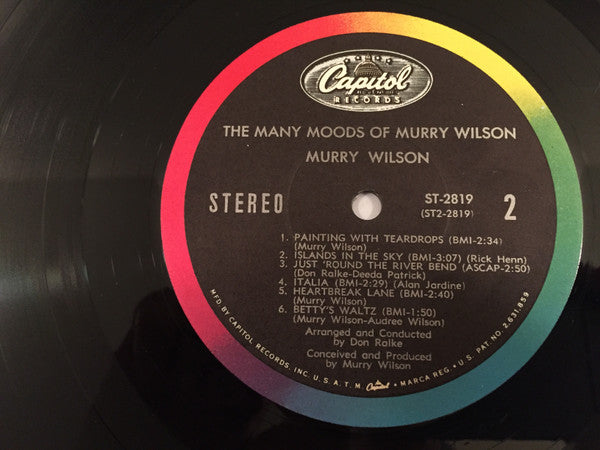 Capitol
RECORDS
THE MANY MOODS OF MURRY WILSON
MURRY WILSON
STEREO
ST-2819
(ST2-2819)
2
1. PAINTING WITH TEARDROPS (BMI-2:34)
(Murry Wilson)
2. ISLANDS IN THE SKY (BMI-3:07) (Rick Henn)
3. JUST 'ROUND THE RIVER BEND (ASCAP-2:50)
(Don Ralke-Deeda Patrick)
4. ITALIA (BMI-2:29) (Alan Jardine)
5. HEARTBREAK LANE (BMI-2:40)
(Murry Wilson)
6. BETTY'S WALTZ (BMI-1:50)
(Murry Wilson-Audree Wilson)
Arranged and Conducted
by Don Ralke
Conceived and Produced
by Murry Wilson
MFD. BY CAPITOL RECORDS, INC. U.S.A. T.M. Capitol • MARCA REG. • U.S. PAT. NO. 2,631,859